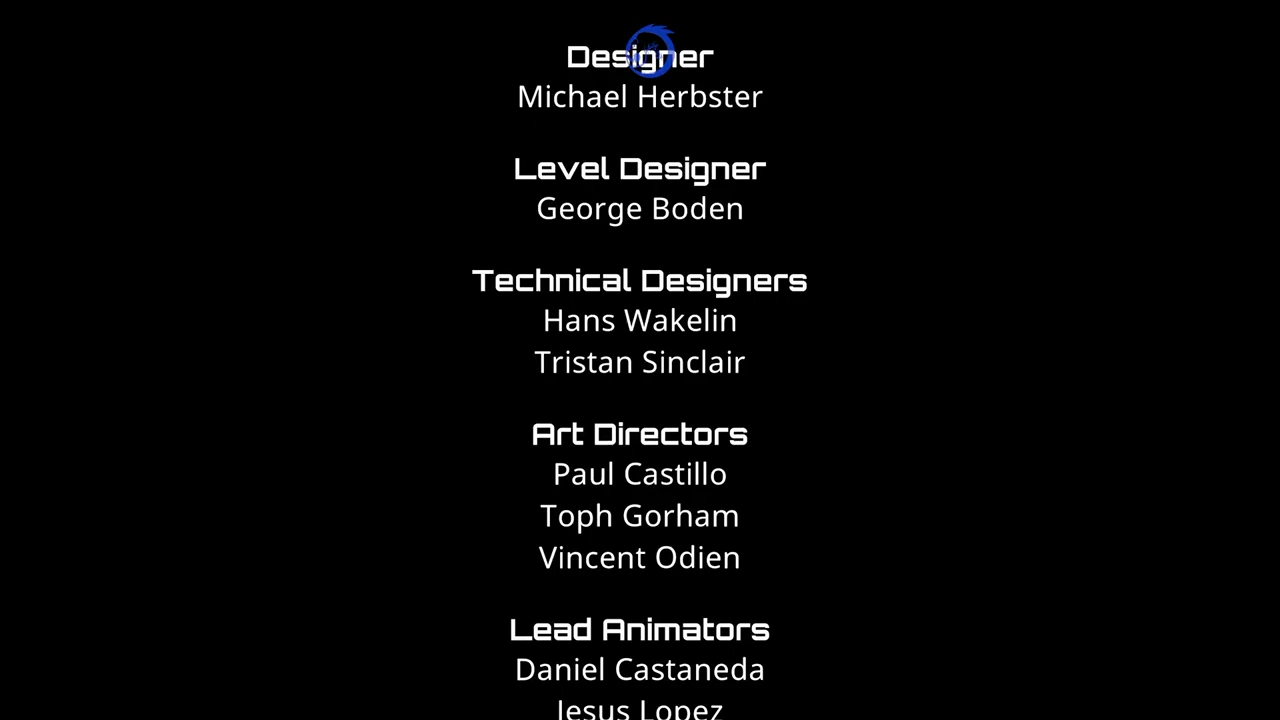 Designer
Michael Herbster
Level Designer
George Boden
Technical Designers
Hans Wakelin
Tristan Sinclair
Art Directors
Paul Castillo
Toph Gorham
Vincent Odien
Lead Animators
Daniel Castaneda
Jesus Lopez